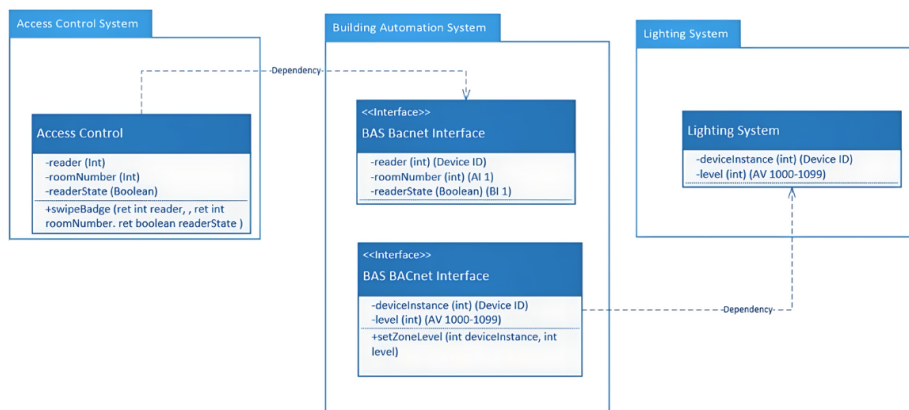 Access Control System
Access Control
-reader (Int)
-roomNumber (Int)
-readerState (Boolean)
+swipeBadge (ret int reader, , ret int
roomNumber. ret boolean readerState )
Dependency
Building Automation System
<<Interface>>
BAS Bacnet Interface
-reader (int) (Device ID)
-roomNumber (int) (AI 1)
-readerState (Boolean) (BI 1)
<<Interface>>
BAS BACnet Interface
-deviceInstance (int) (Device ID)
-level (int) (AV 1000-1099)
+setZoneLevel (int deviceInstance, int
level)
Dependency
Lighting System
Lighting System
-deviceInstance (int) (Device ID)
-level (int) (AV 1000-1099)